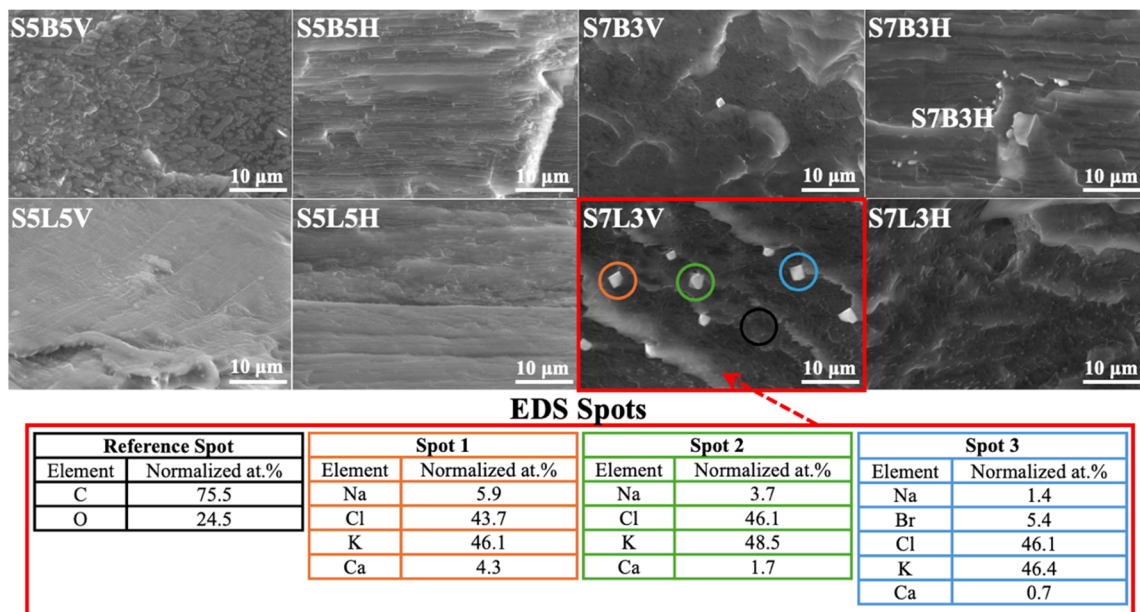 S5B5V S5B5H S7B3V S7B3H
S7B3H
10 µm 10 µm 10 µm 10 µm
S5L5V S5L5H S7L3V S7L3H
10 µm 10 µm 10 µm 10 µm
EDS Spots
Reference Spot
Element Normalized at.%
C 75.5
O 24.5
Spot 1
Element Normalized at.%
Na 5.9
Cl 43.7
K 46.1
Ca 4.3
Spot 2
Element Normalized at.%
Na 3.7
Cl 46.1
K 48.5
Ca 1.7
Spot 3
Element Normalized at.%
Na 1.4
Br 5.4
Cl 46.1
K 46.4
Ca 0.7